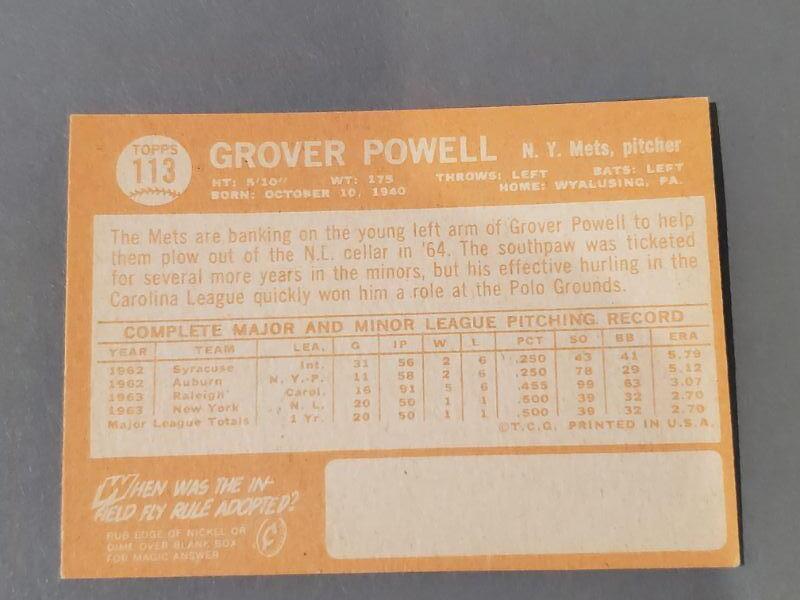 TOPPS
113
GROVER POWELL N. Y. Mets, pitcher
HT: 5'10" WT: 175 THROWS: LEFT BATS: LEFT
BORN: OCTOBER 10, 1940 HOME: WYALUSING, PA.
The Mets are banking on the young left arm of Grover Powell to help
them plow out of the N.L. cellar in '64. The southpaw was ticketed
for several more years in the minors, but his effective hurling in the
Carolina League quickly won him a role at the Polo Grounds.
COMPLETE MAJOR AND MINOR LEAGUE PITCHING RECORD
YEAR TEAM LEA. G IP W L PCT SO BB ERA
1962 Syracuse Int. 31 56 2 6 .250 43 41 5.79
1962 Auburn N. Y.-P. 11 58 2 6 .250 78 29 5.12
1963 Raleigh Carol. 16 91 5 6 .455 99 63 3.07
1963 New York N. L. 20 50 1 1 .500 39 32 2.70
Major League Totals 1 Yr. 20 50 1 1 .500 39 32 2.70
©T.C.G. PRINTED IN U.S.A.
WHEN WAS THE IN-
FIELD FLY RULE ADOPTED?
RUB EDGE OF NICKEL OR
DIME OVER BLANK BOX
FOR MAGIC ANSWER